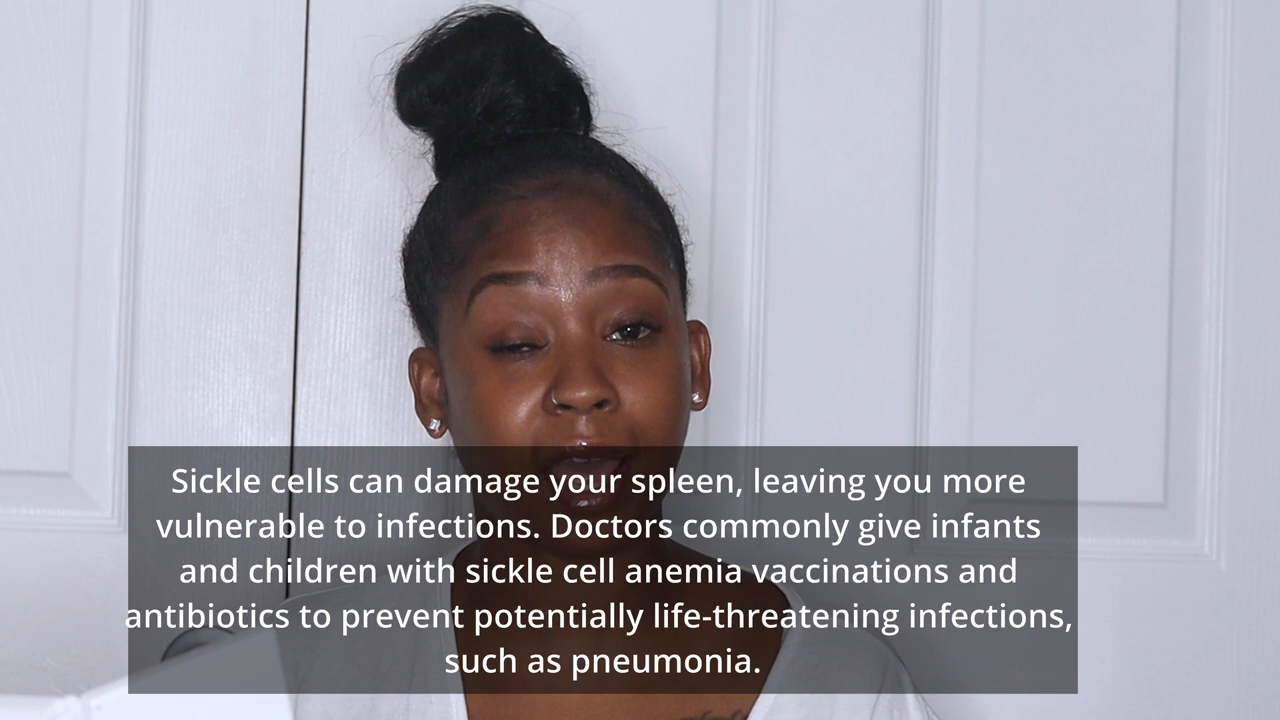 Sickle cells can damage your spleen, leaving you more
vulnerable to infections. Doctors commonly give infants
and children with sickle cell anemia vaccinations and
antibiotics to prevent potentially life-threatening infections,
such as pneumonia.